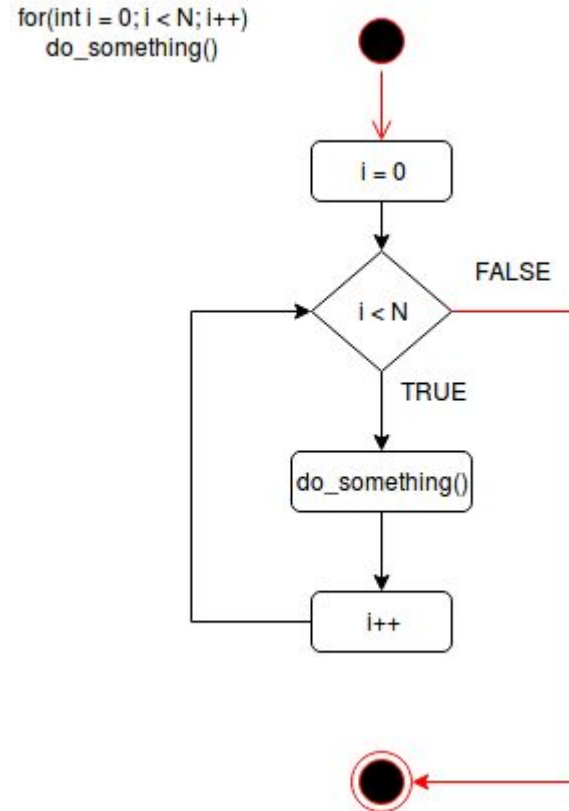 for(int i = 0; i < N; i++)
do_something()
i = 0
i < N
FALSE
TRUE
do_something()
i++